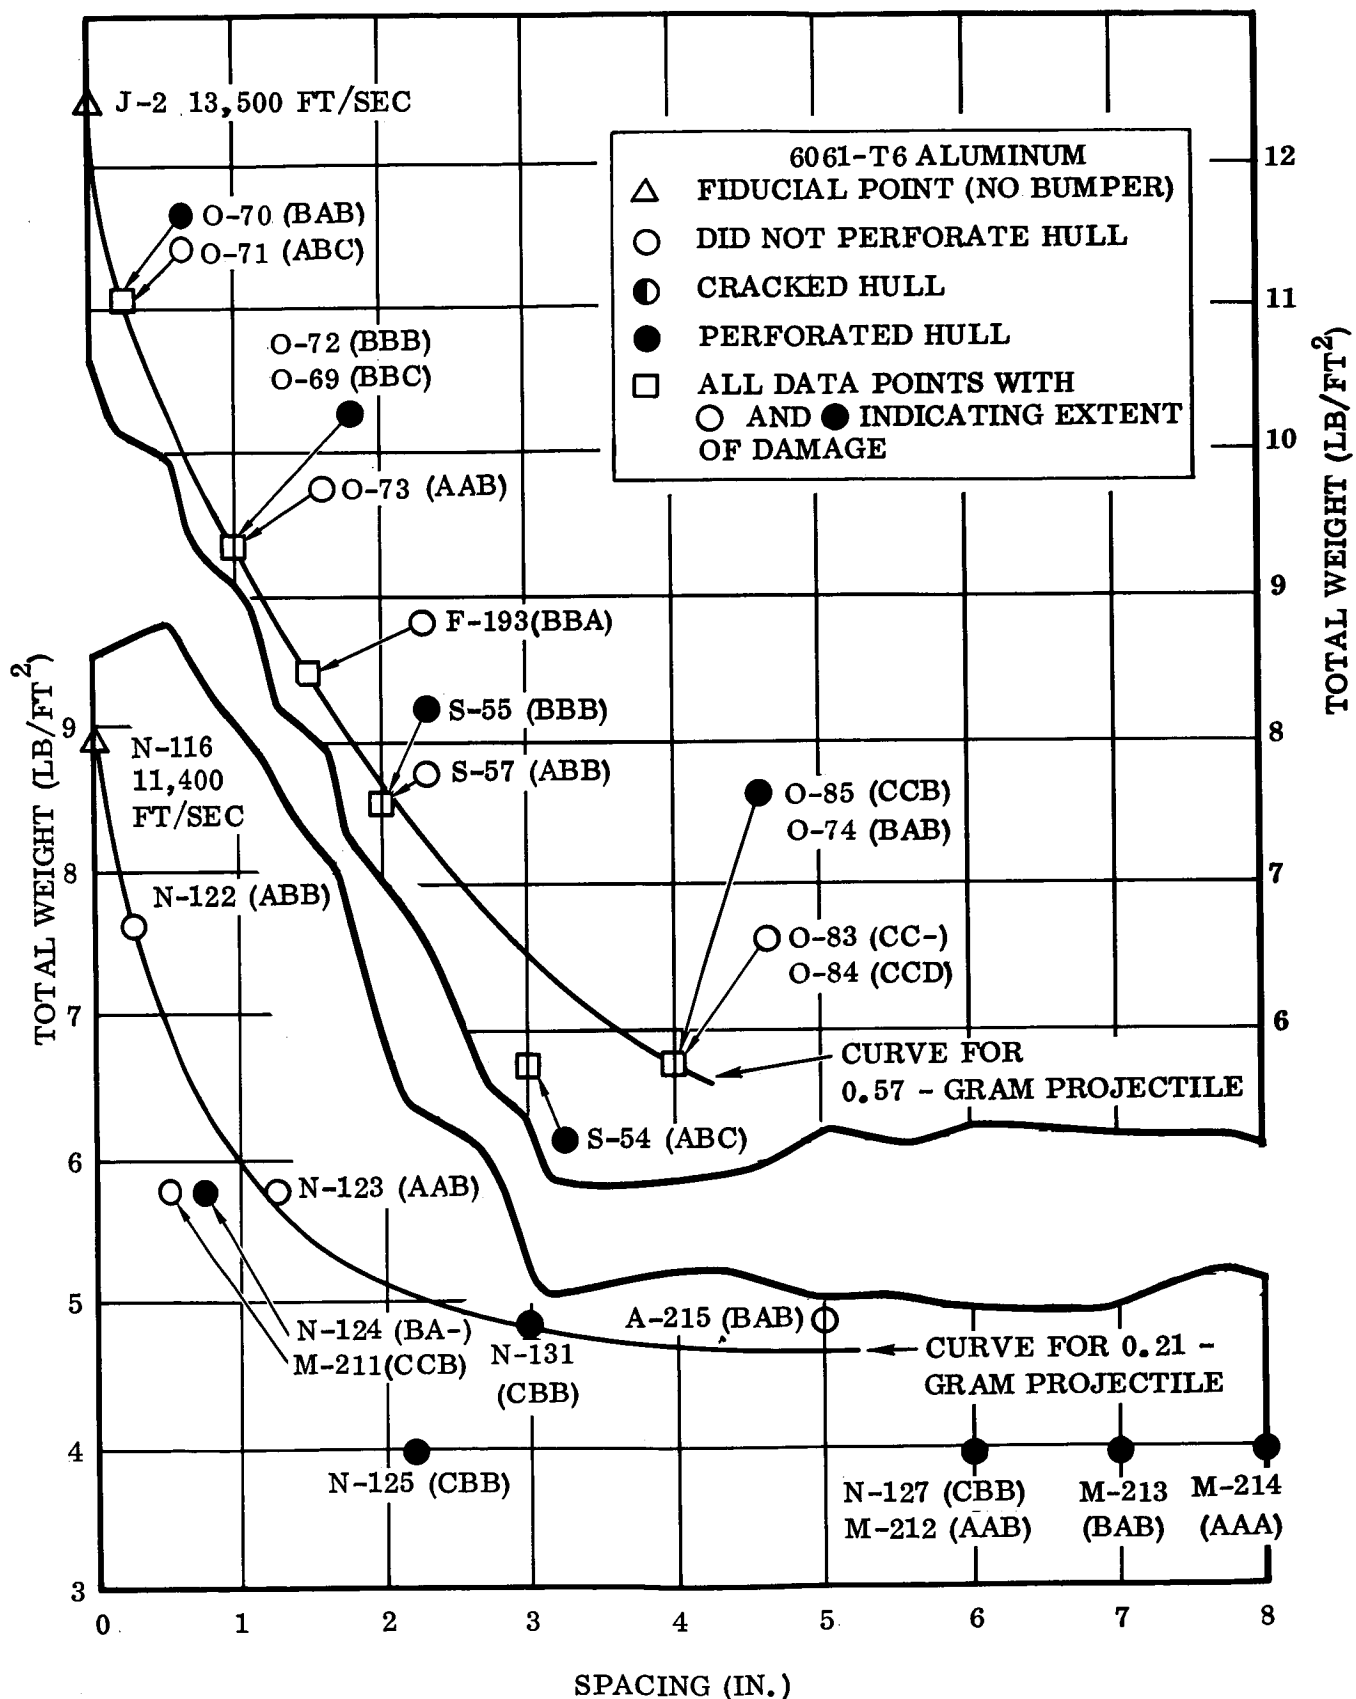 J-2 13,500 FT/SEC
6061-T6 ALUMINUM
FIDUCIAL POINT (NO BUMPER)
DID NOT PERFORATE HULL
CRACKED HULL
PERFORATED HULL
ALL DATA POINTS WITH
AND INDICATING EXTENT
OF DAMAGE
O-70 (BAB)
O-71 (ABC)
O-72 (BBB)
O-69 (BBC)
O-73 (AAB)
F-193(BBA)
S-55 (BBB)
S-57 (ABB)
O-85 (CCB)
O-74 (BAB)
O-83 (CC-)
O-84 (CCD)
CURVE FOR
0.57 - GRAM PROJECTILE
S-54 (ABC)
12
11
10
9
8
7
6
TOTAL WEIGHT (LB/FT2)
TOTAL WEIGHT (LB/FT2)
9
8
7
6
5
4
3
N-116
11,400
FT/SEC
N-122 (ABB)
N-123 (AAB)
N-124 (BA-)
M-211(CCB)
N-131
(CBB)
A-215 (BAB)
CURVE FOR 0.21 -
GRAM PROJECTILE
N-125 (CBB)
N-127 (CBB)
M-212 (AAB)
M-213
(BAB)
M-214
(AAA)
0 1 2 3 4 5 6 7 8
SPACING (IN.)